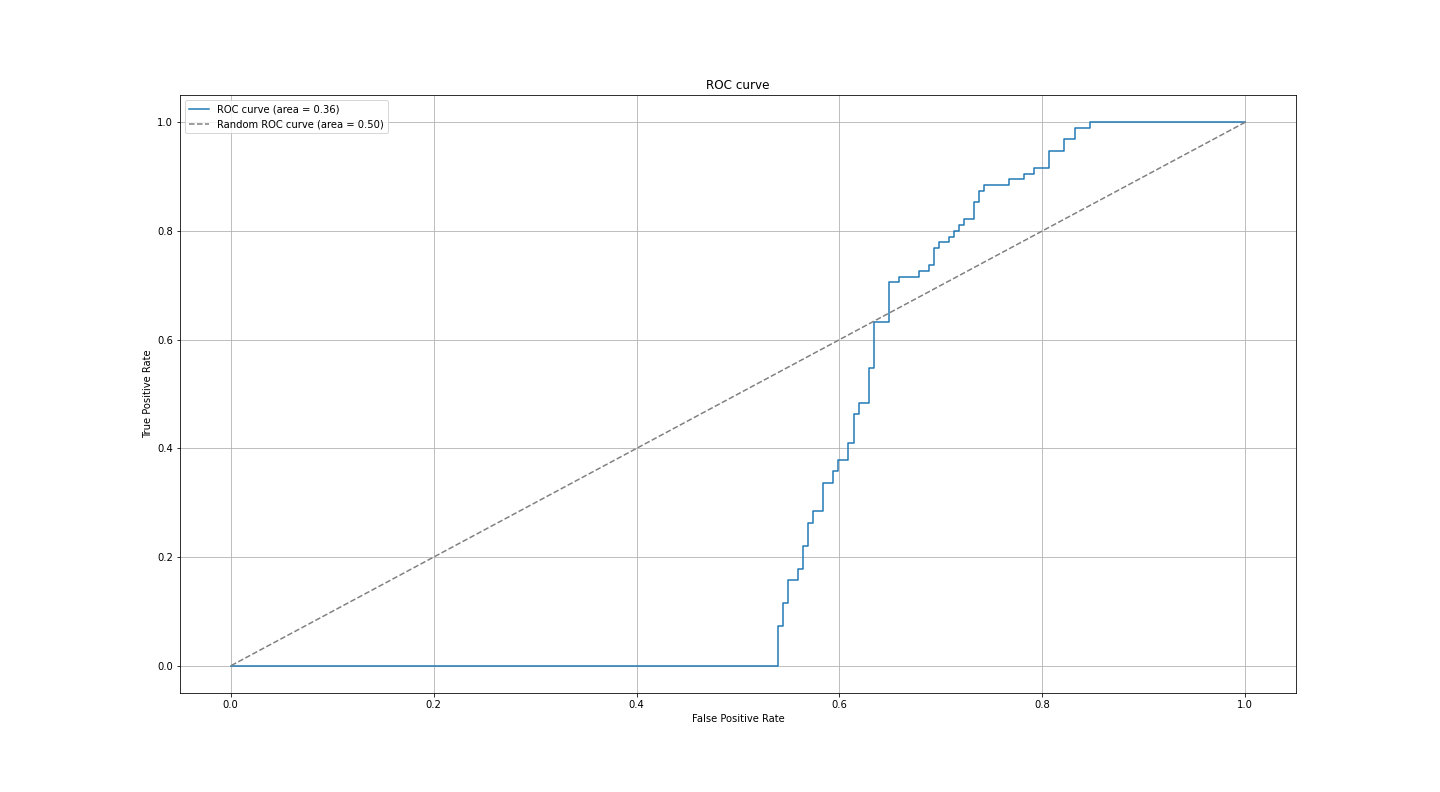 ROC curve
ROC curve (area = 0.36)
Random ROC curve (area = 0.50)
1.0
0.8
0.6
0.4
0.2
0.0
True Positive Rate
0.0 0.2 0.4 0.6 0.8 1.0
False Positive Rate